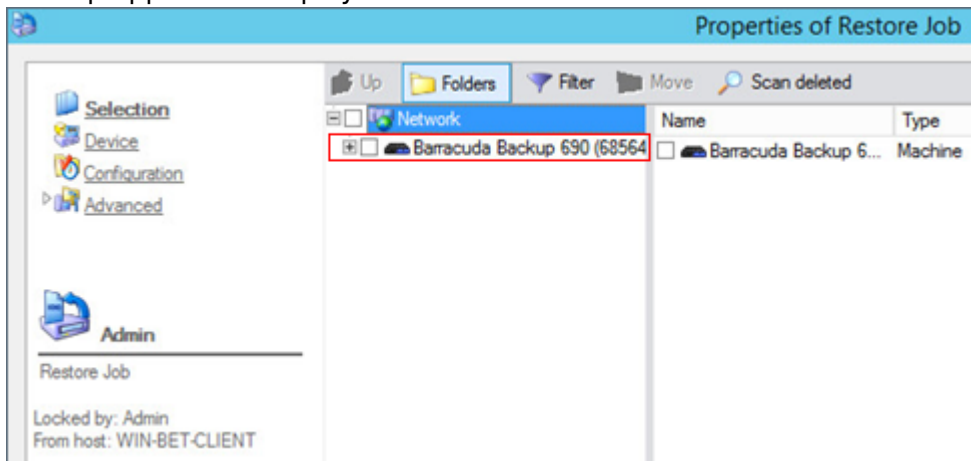 Properties of Restore Job
Up Folders Filter Move Scan deleted
Selection
Device
Configuration
Advanced
Network
Barracuda Backup 690 (68564
Name Type
Barracuda Backup 6... Machine
Admin
Restore Job
Locked by: Admin
From host: WIN-BET-CLIENT